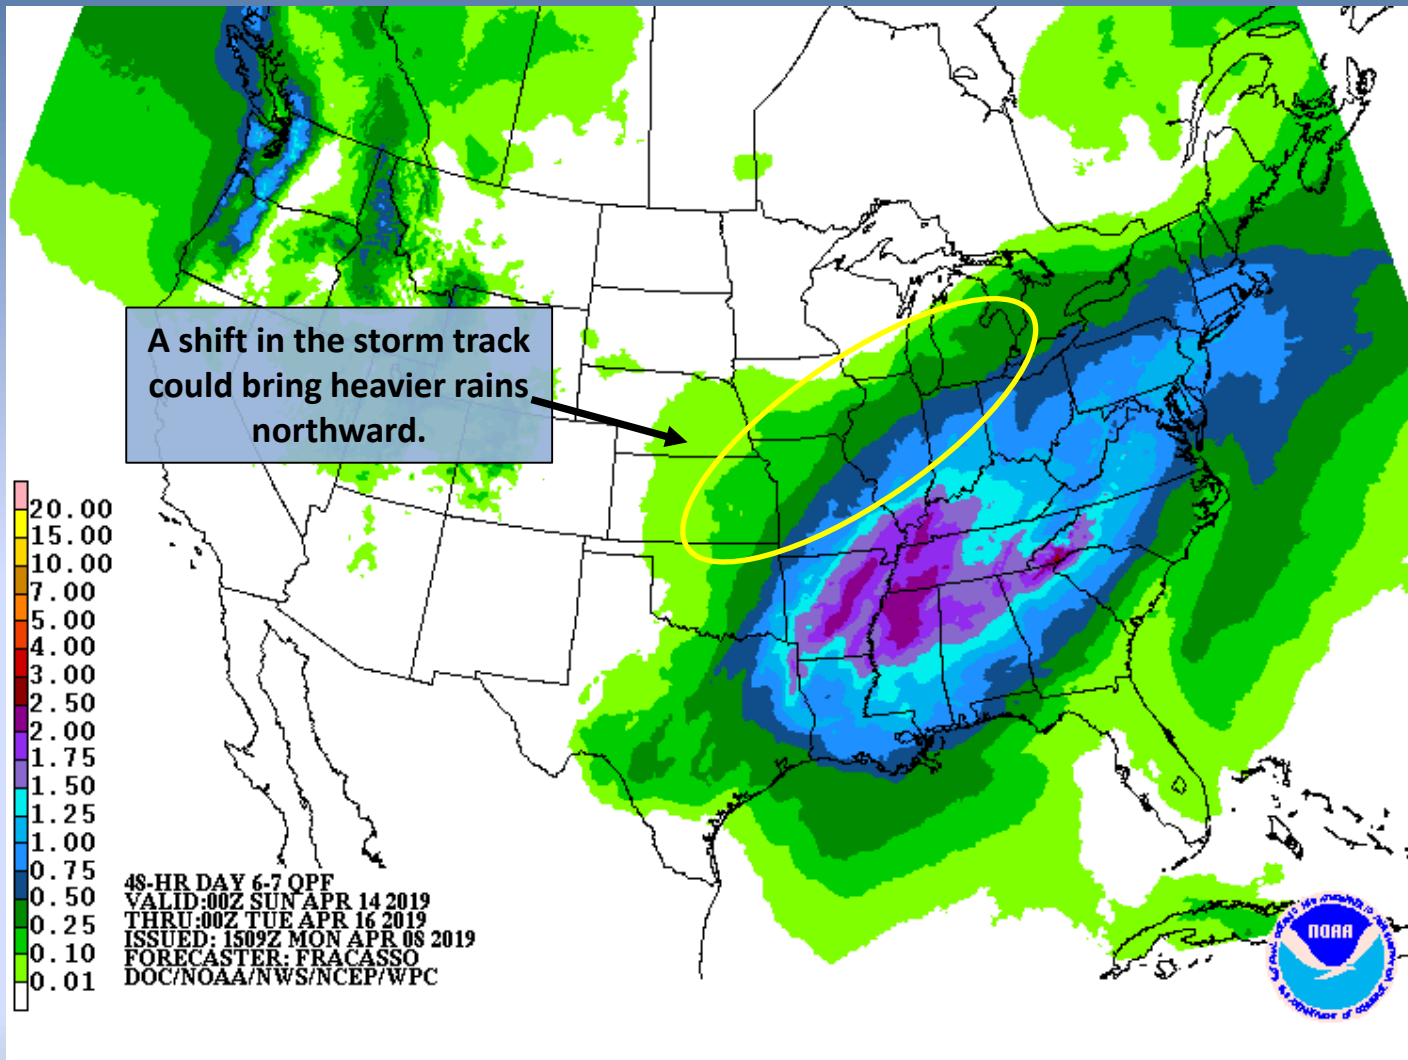 A shift in the storm track
could bring heavier rains
northward.
20.00
15.00
10.00
7.00
5.00
4.00
3.00
2.50
2.00
1.75
1.50
1.25
1.00
0.75
0.50
0.25
0.10
0.01
48-HR DAY 6-7 QPF
VALID:00Z SUN APR 14 2019
THRU:00Z TUE APR 16 2019
ISSUED: 1509Z MON APR 08 2019
FORECASTER: FRACASSO
DOC/NOAA/NWS/NCEP/WPC
NOAA